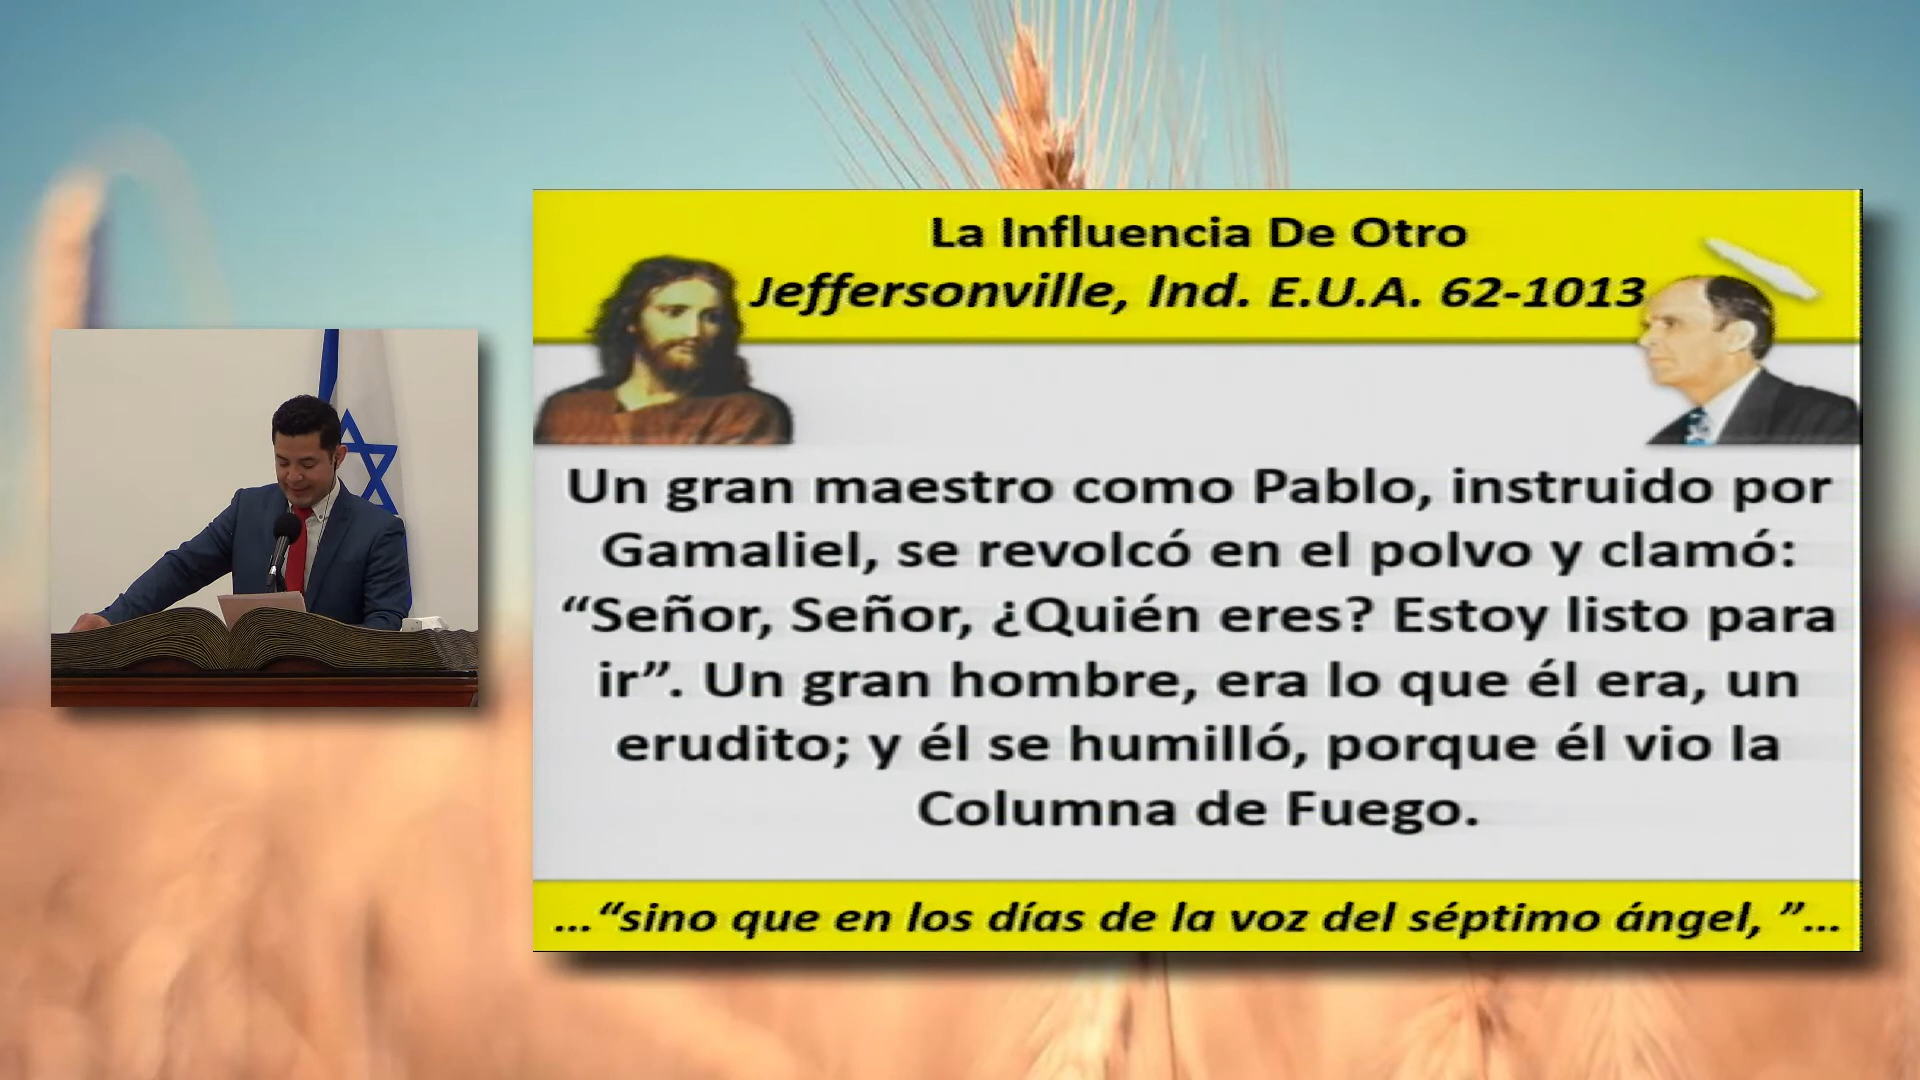 La Influencia De Otro
Jeffersonville, Ind. E.U.A. 62-1013
Un gran maestro como Pablo, instruido por
Gamaliel, se revolcó en el polvo y clamó:
“Señor, Señor, ¿Quién eres? Estoy listo para
ir”. Un gran hombre, era lo que él era, un
erudito; y él se humilló, porque él vio la
Columna de Fuego.
...“sino que en los días de la voz del séptimo ángel, ”...